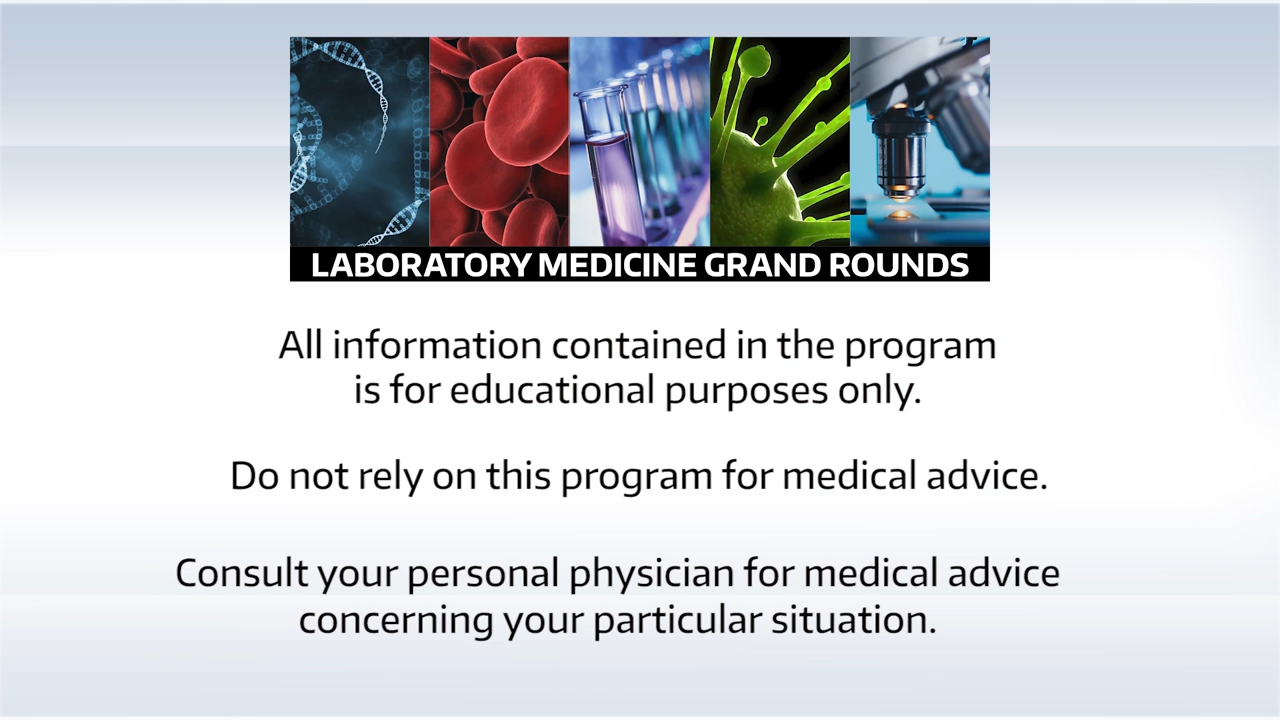 LABORATORY MEDICINE GRAND ROUNDS
All information contained in the program
is for educational purposes only.
Do not rely on this program for medical advice.
Consult your personal physician for medical advice
concerning your particular situation.